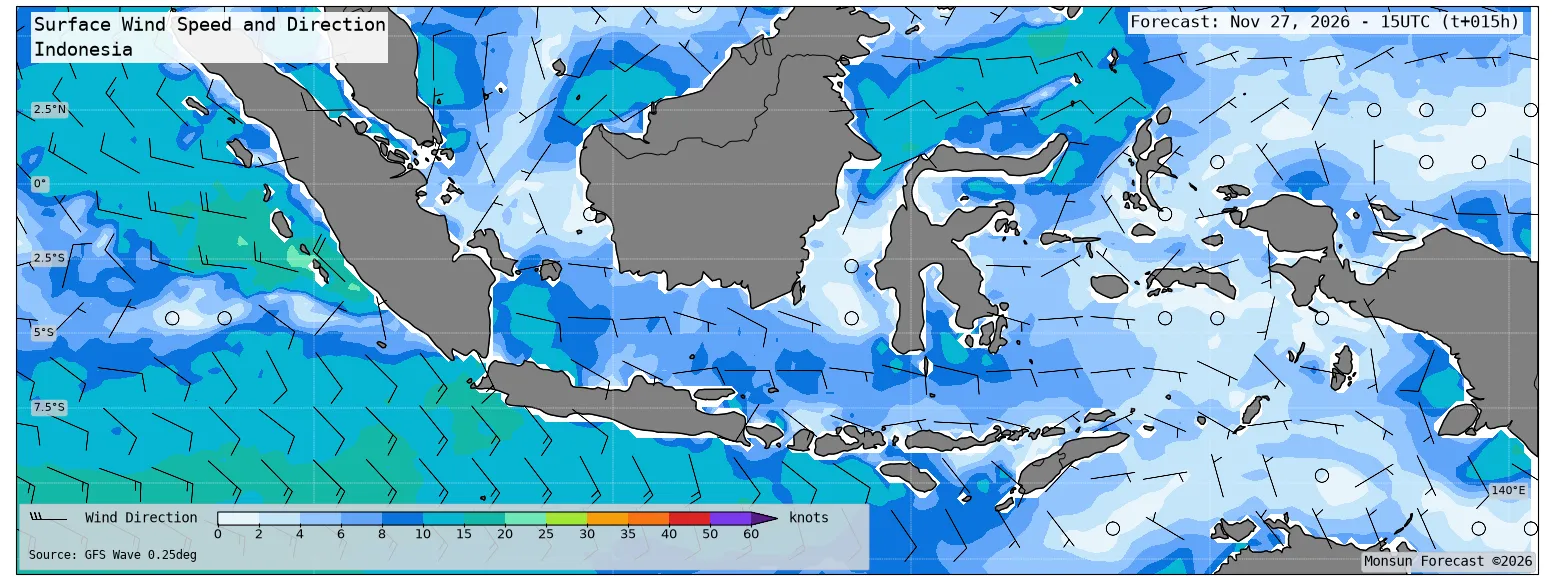 Surface Wind Speed and Direction
Indonesia
Forecast: Nov 27, 2026 - 15UTC (t+015h)
2.5°N
0°
2.5°S
5°S
7.5°S
140°E
Wind Direction
0 2 4 6 8 10 15 20 25 30 35 40 50 60
knots
Source: GFS Wave 0.25deg
Monsun Forecast ©2026